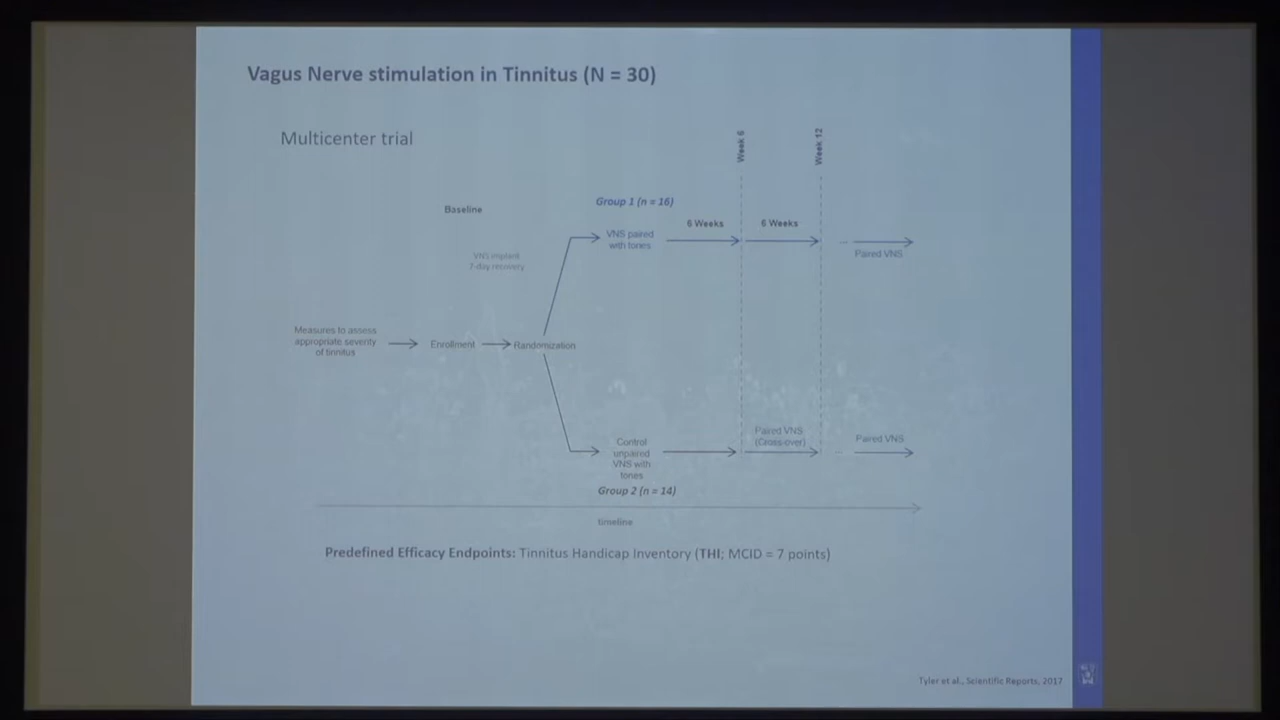 Vagus Nerve stimulation in Tinnitus (N = 30)
Multicenter trial
Week 6
Week 12
Group 1 (n = 16)
Baseline
6 Weeks
6 Weeks
VNS paired
with tones
VNS implant
7-day recovery
Paired VNS
Measures to assess
appropriate severity
of tinnitus
Enrollment
Randomization
Control
unpaired
VNS with
tones
Paired VNS
(Cross-over)
Paired VNS
Group 2 (n = 14)
timeline
Predefined Efficacy Endpoints: Tinnitus Handicap Inventory (THI; MCID = 7 points)
Tyler et al., Scientific Reports, 2017